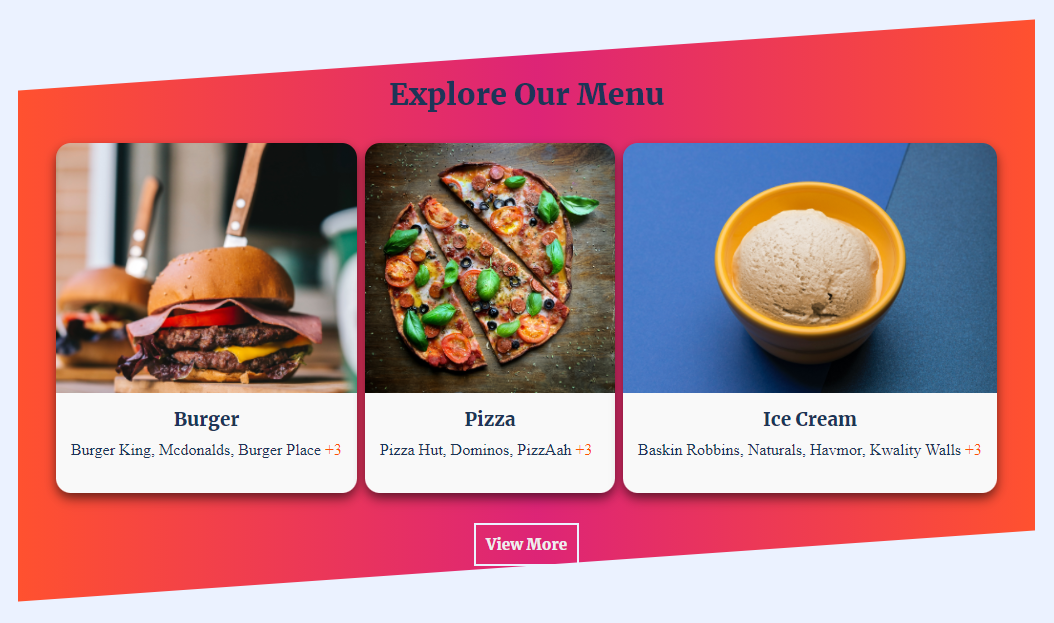 Explore Our Menu
Burger
Burger King, Mcdonalds, Burger Place +3
Pizza
Pizza Hut, Dominos, PizzAah +3
Ice Cream
Baskin Robbins, Naturals, Havmor, Kwality Walls +3
View More